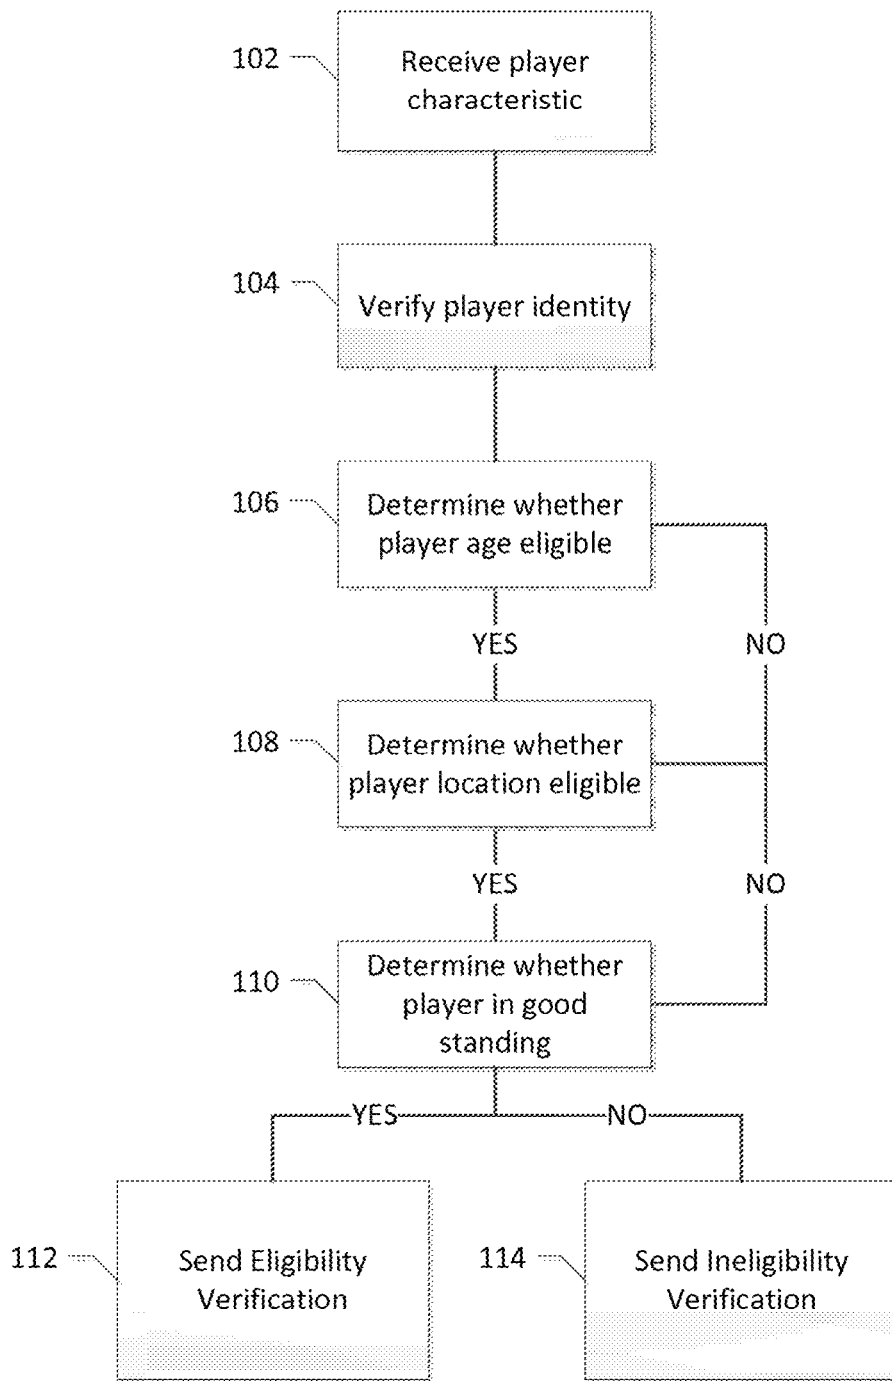 102
Receive player
characteristic
104
Verify player identity
106
Determine whether
player age eligible
YES
NO
108
Determine whether
player location eligible
YES
NO
110
Determine whether
player in good
standing
YES
NO
112
Send Eligibility
Verification
114
Send Ineligibility
Verification